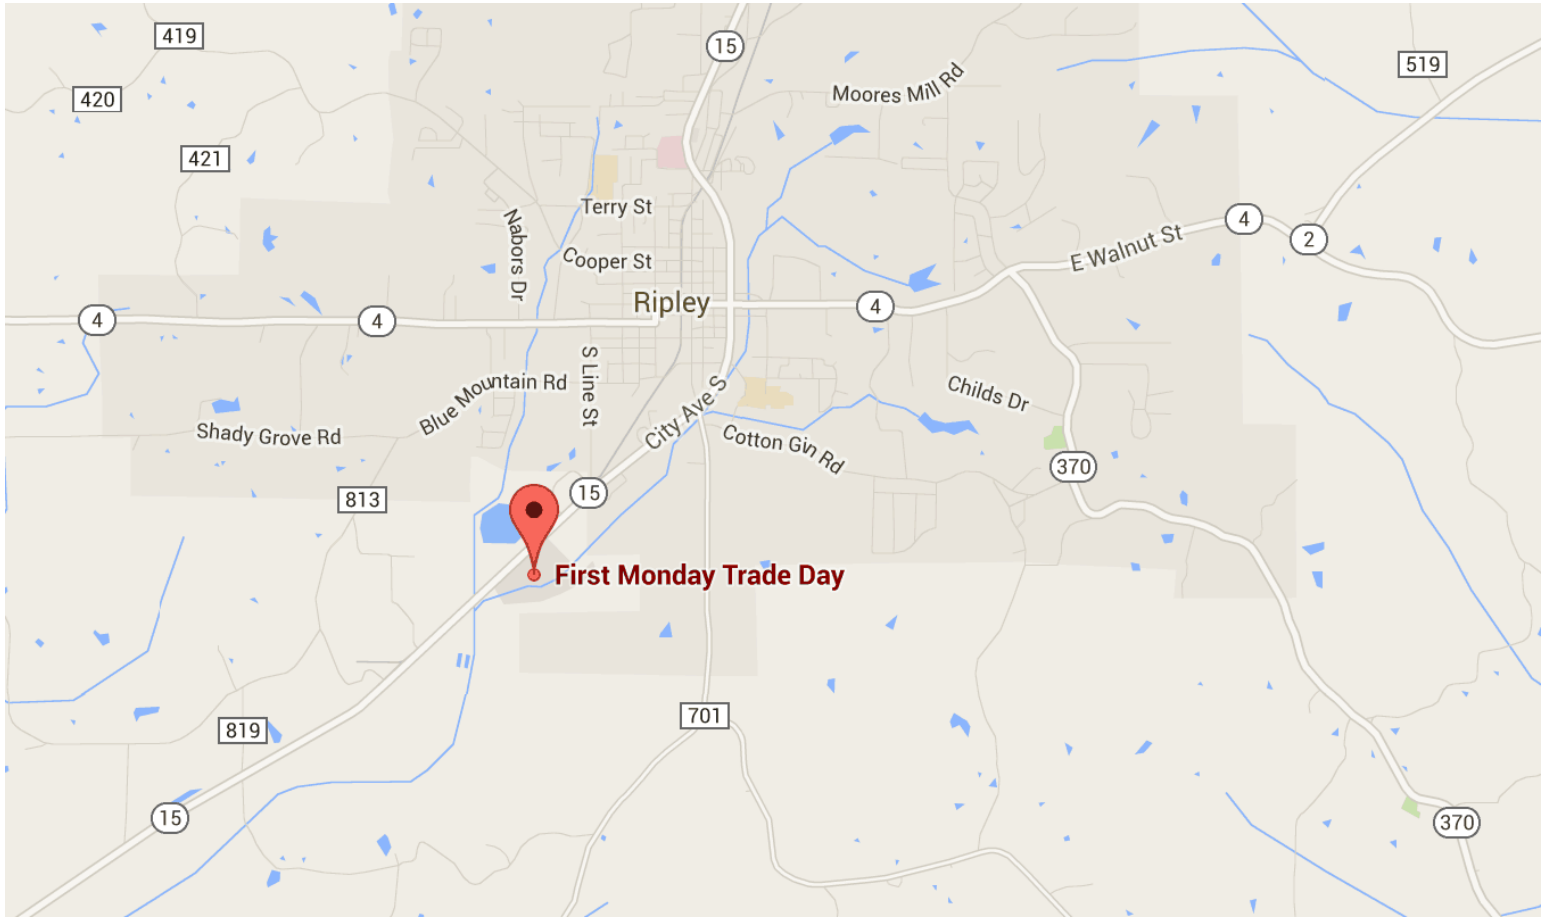 419
15
519
420
Moores Mill Rd
421
Terry St
Nabors Dr
4
2
E Walnut St
Cooper St
Ripley
4
4
4
S Line St
Blue Mountain Rd
City Ave S
Childs Dr
Shady Grove Rd
Cotton Gin Rd
370
813
15
First Monday Trade Day
701
819
15
370